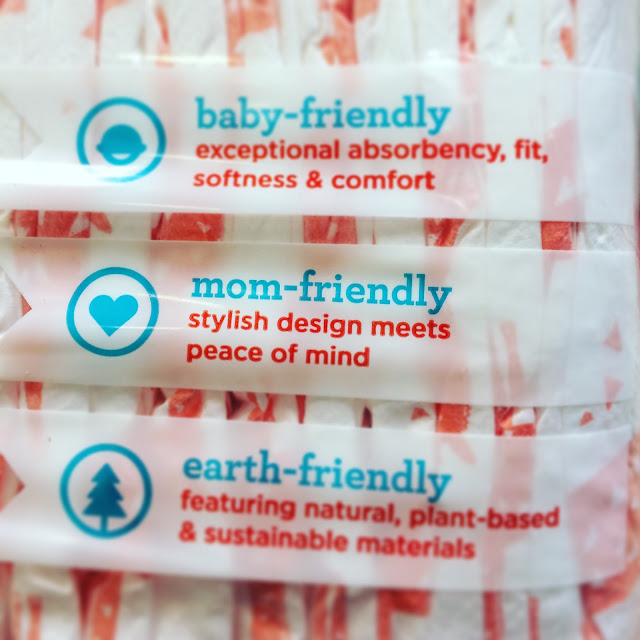 baby-friendly
exceptional absorbency, fit,
softness & comfort
mom-friendly
stylish design meets
peace of mind
earth-friendly
featuring natural, plant-based
& sustainable materials